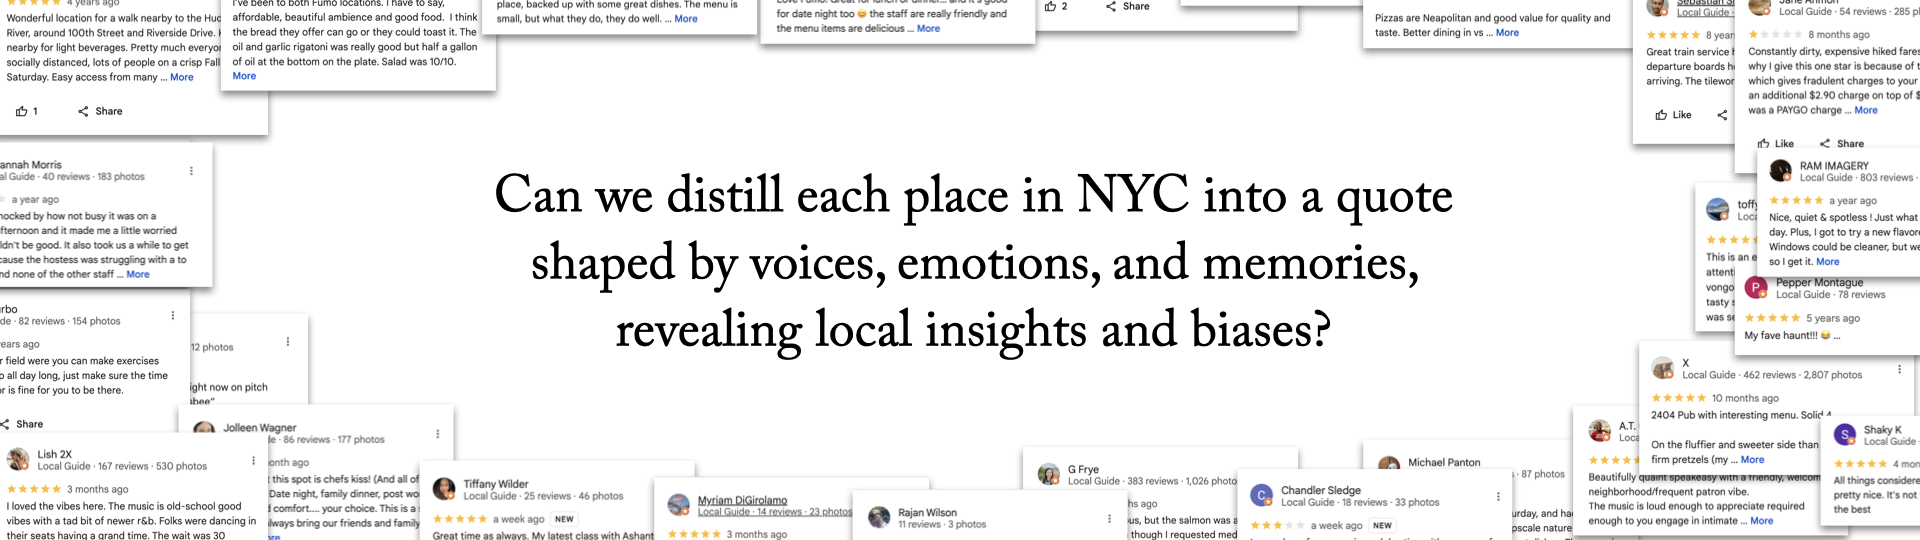 4 years ago
Wonderful location for a walk nearby to the Huc
River, around 100th Street and Riverside Drive.
nearby for light beverages. Pretty much everyor
socially distanced, lots of people on a crisp Fall
Saturday. Easy access from many ... More
1 Share
I've been to both Fumo locations. I have to say,
affordable, beautiful ambience and good food. I think
the bread they offer can go or they could toast it. The
oil and garlic rigatoni was really good but half a gallon
of oil at the bottom on the plate. Salad was 10/10.
More
place, backed up with some great dishes. The menu is
small, but what they do, they do well. ... More
for date night too 😊 the staff are really friendly and
the menu items are delicious ... More
2 Share
Pizzas are Neapolitan and good value for quality and
taste. Better dining in vs ... More
Local Guide ·
8 year
Great train service h
departure boards h
arriving. The tilewor
Like
Local Guide · 54 reviews · 285 p
8 months ago
Constantly dirty, expensive hiked fares
why I give this one star is because of t
which gives fradulent charges to your
an additional $2.90 charge on top of $
was a PAYGO charge ... More
Like Share
annah Morris
al Guide · 40 reviews · 183 photos
a year ago
hocked by how not busy it was on a
fternoon and it made me a little worried
ldn't be good. It also took us a while to get
cause the hostess was struggling with a to
nd none of the other staff ... More
Can we distill each place in NYC into a quote
shaped by voices, emotions, and memories,
revealing local insights and biases?
RAM IMAGERY
Local Guide · 803 reviews ·
a year ago
Nice, quiet & spotless ! Just what
day. Plus, I got to try a new flavor
Windows could be cleaner, but we
so I get it. More
toffy
Loca
This is an e
attenti
vongo
tasty s
was se
Pepper Montague
Local Guide · 78 reviews
5 years ago
My fave haunt!!! 😂 ...
urbo
de · 82 reviews · 154 photos
ears ago
r field were you can make exercises
o all day long, just make sure the time
or is fine for you to be there.
Share
12 photos
ight now on pitch
sbee"
X
Local Guide · 462 reviews · 2,807 photos
10 months ago
2404 Pub with interesting menu. Solid 4
On the fluffier and sweeter side than
firm pretzels (my ... More
Jolleen Wagner
de · 86 reviews · 177 photos
onth ago
this spot is chefs kiss! (And all of
Date night, family dinner, post wo
comfort.... your choice. This is a
lways bring our friends and family
ore
Lish 2X
Local Guide · 167 reviews · 530 photos
3 months ago
I loved the vibes here. The music is old-school good
vibes with a tad bit of newer r&b. Folks were dancing in
their seats having a grand time. The wait was 30
Tiffany Wilder
Local Guide · 25 reviews · 46 photos
a week ago NEW
Great time as always. My latest class with Ashant
Myriam DiGirolamo
Local Guide · 14 reviews · 23 photos
3 months ago
Rajan Wilson
11 reviews · 3 photos
G Frye
Local Guide · 383 reviews · 1,026 photo
hs ago
us, but the salmon was a
though I requested med
Chandler Sledge
Local Guide · 18 reviews · 33 photos
a week ago NEW
Michael Panton
· 87 photos
urday, and ha
pscale nature
A.T.
Loca
Beautifully quaint speakeasy with a friendly, welcom
neighborhood/frequent patron vibe.
The music is loud enough to appreciate required
enough to you engage in intimate ... More
Shaky K
Local Guide
4 mon
All things considere
pretty nice. It's not
the best